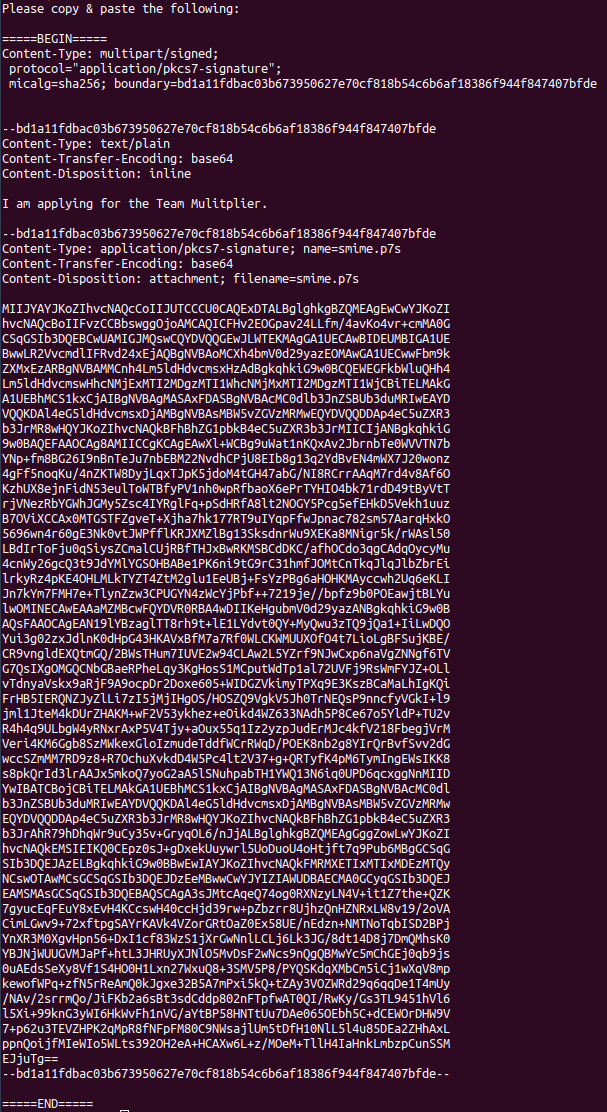 Please copy & paste the following:

=====BEGIN=====
Content-Type: multipart/signed;
 protocol="application/pkcs7-signature";
 micalg=sha256; boundary=bd1a11fdbac03b673950627e70cf818b54c6b6af18386f944f847407bfde


--bd1a11fdbac03b673950627e70cf818b54c6b6af18386f944f847407bfde
Content-Type: text/plain
Content-Transfer-Encoding: base64
Content-Disposition: inline

I am applying for the Team Mulitplier.

--bd1a11fdbac03b673950627e70cf818b54c6b6af18386f944f847407bfde
Content-Type: application/pkcs7-signature; name=smime.p7s
Content-Transfer-Encoding: base64
Content-Disposition: attachment; filename=smime.p7s

MIIJYAYJKoZIhvcNAQcCoIIJUTCCCU0CAQExDTALBglghkgBZQMEAgEwCwYJKoZI
hvcNAQcBoIIFvzCCBbswggOjoAMCAQICFHv2EOGpav24LLfm/4avKo4vr+cmMA0G
CSqGSIb3DQEBCwUAMIGJMQswCQYDVQQGEwJLWTEKMAgGA1UECAwBIDEUMBIGA1UE
BwwLR2VvcmdlIFRvd24xEjAQBgNVBAoMCXh4bmV0d29yazEOMAwGA1UECwwFbm9k
ZXMxEzARBgNVBAMMCnh4Lm5ldHdvcmsxHzAdBgkqhkiG9w0BCQEWEGFkbWluQHh4
Lm5ldHdvcmswHhcNMjExMTI2MDgzMTI1WhcNMjMxMTI2MDgzMTI1WjCBiTELMAkG
A1UEBhMCS1kxCjAIBgNVBAgMASAxFDASBgNVBAcMC0dlb3JnZSBUb3duMRIwEAYD
VQQKDAl4eG5ldHdvcmsxDjAMBgNVBAsMBW5vZGVzMRMwEQYDVQQDDAp4eC5uZXR3
b3JrMR8wHQYJKoZIhvcNAQkBFhBhZG1pbkB4eC5uZXR3b3JrMIICIjANBgkqhkiG
9w0BAQEFAAOCAg8AMIICCgKCAgEAwXl+WCBg9uWat1nKQxAv2JbrnbTe0WVVTN7b
YNp+fm8BG26I9nBnTeJu7nbEBM22NvdhCPjU8EIb8g13q2YdBvEN4mWX7J20wonz
4gFf5noqKu/4nZKTW8DyjLqxTJpK5jdoM4tGH47abG/NI8RCrrAAqM7rd4v8Af6O
KzhUX8ejnFidN53eulToWTBfyPV1nh0wpRfbaoX6ePrTYHIO4bk71rdD49tByVtT
rjVNezRbYGWhJGMy5Zsc4IYRglFq+pSdHRfA8lt2NOGY5Pcg5efEHkD5Vekh1uuz
B7OViXCCAx0MTGSTFZgveT+Xjha7hk177RT9uIYqpFfwJpnac782sm57AarqHxkO
5696wn4r60gE3Nk0vtJWPfflKRJXMZlBg13SksdnrWu9XEKa8MNigr5k/rWAsl50
LBdIrToFju0qSiysZCmalCUjRBfTHJxBwRKMSBCdDKC/afhOCdo3qgCAdqOycyMu
4cnWy26gcQ3t9JdYMlYGSOHBABe1PK6ni9tG9rC31hmfJOMtCnTkqJlqJlbZbrEi
lrkyRz4pKE4OHLMLkTYZT4ZtM2glu1EeUBj+FsYzPBg6aHOHKMAyccwh2Uq6eKLI
Jn7kYm7FMH7e+TlynZzw3CPUGYN4zWcYjPbf++7219je//bpfz9b0POEawjtBLYu
lwOMINECAwEAAaMZMBcwFQYDVR0RBA4wDIIKeHgubmV0d29yazANBgkqhkiG9w0B
AQsFAAOCAgEAN19lYBzaglTT8rh9t+lE1LYdvt0QY+MyQwu3zTQ9jQa1+IiLwDQO
Yui3g02zxJdlnK0dHpG43HKAVxBfM7a7Rf0WLCKWMUUXOfO4t7LioLgBFSujKBE/
CR9vngldEXQtmGQ/2BWsTHum7IUVE2w94CLAw2L5YZrf9NJwCxp6naVgZNNgf6TV
G7QsIXgOMGQCNbGBaeRPheLqy3KgHosS1MCputWdTp1al72UVFj9RsWmFYJZ+OLl
vTdnyaVskx9aRjF9A9ocpDr2Doxe605+WIDGZVkimyTPXq9E3KszBCaMaLhIgKQi
FrHB5IERQNZJyZlLi7zI5jMjIHgOS/HOSZQ9VgkV5Jh0TrNEQsP9nncfyVGkI+l9
jml1JteM4kDUrZHAKM+wF2V53ykhez+eOikd4WZ633NAdh5P8Ce67o5YldP+TU2v
R4h4q9ULbgW4yRNxrAxP5V4Tjy+aOux55q1Iz2yzpJudErMJc4kfV218FbegjVrM
Veri4KM6Ggb8SzMWkexGloIzmudeTddfWCrRWqD/POEK8nb2g8YIrQrBvfSvv2dG
wccSZmMM7RD9z8+R7OchuXvkdD4W5Pc4lt2V37+g+QRTyfK4pM6TymIngEWsIKK8
s8pkQrId3lrAAJx5mkoQ7yoG2aA5lSNuhpabTH1YWQ13N6iq0UPD6qcxggNnMIID
YwIBATCBojCBiTELMAkGA1UEBhMCS1kxCjAIBgNVBAgMASAxFDASBgNVBAcMC0dl
b3JnZSBUb3duMRIwEAYDVQQKDAl4eG5ldHdvcmsxDjAMBgNVBAsMBW5vZGVzMRMw
EQYDVQQDDAp4eC5uZXR3b3JrMR8wHQYJKoZIhvcNAQkBFhBhZG1pbkB4eC5uZXR3
b3JrAhR79hDhqWr9uCy35v+GryqOL6/nJjALBglghkgBZQMEAgGggZowLwYJKoZI
hvcNAQkEMSIEIKQ0CEpz0sJ+gDxekUuywrl5UoDuoU4oHtjft7q9Pub6MBgGCSqG
SIb3DQEJAzELBgkqhkiG9w0BBwEwIAYJKoZIhvcNAQkFMRMXETIxMTIxMDEzMTQy
NCswOTAwMCsGCSqGSIb3DQEJDzEeMBwwCwYJYIZIAWUDBAECMA0GCyqGSIb3DQEJ
EAMSMAsGCSqGSIb3DQEBAQSCAgA3sJMtcAqeQ74og0RXNzyLN4V+it1Z7the+QZK
7gyucEqFEuY8xEvH4KCcswH40ccHjd39rw+pZbzrr8UjhzQnHZNRxLW8v19/2oVA
CimLGwv9+72xftpgSAYrKAVk4VZorGRtOaZ0Ex58UE/nEdzn+NMTNoTqbISD2BPj
YnXR3M0XgvHpn56+DxI1cf83WzS1jXrGwNnlLCLj6Lk3JG/8dt14D8j7DmQMhsK0
YBJNjWUUGVMJaPf+htL3JHRUyXJNlO5MvDsF2wNcs9nQgQBMwYc5mChGEj0qb9js
0uAEdsSeXy8Vf1S4HO0H1Lxn27WxuQ8+3SMV5P8/PYQSKdqXMbCm5iCj1wXqV8mp
kewofWPq+zfN5rReAmQ0kJgxe32B5A7mPxi5kQ+tZAy3VOZWRd29q6qqDe1T4mUy
/NAv/2srrmQo/JiFKb2a6sBt3sdCddp802nFTpfwAT0QI/RwKy/Gs3TL9451hVl6
l5Xi+99knG3yWI6HkWvFh1nVG/aYtBP58HNTtUu7DAe065OEbh5C+dCEWOrDHW9V
7+p62u3TEVZHPK2qMpR8fNFpFM80C9NWsajlUm5tDfH10NlL5l4u85DEa2ZHhAxL
ppnQoijfMIeWIo5WLts392OH2eA+HCAXw6L+z/MOeM+TllH4IaHnkLmbzpCunSSM
EJjuTg==
--bd1a11fdbac03b673950627e70cf818b54c6b6af18386f944f847407bfde--

=====END=====